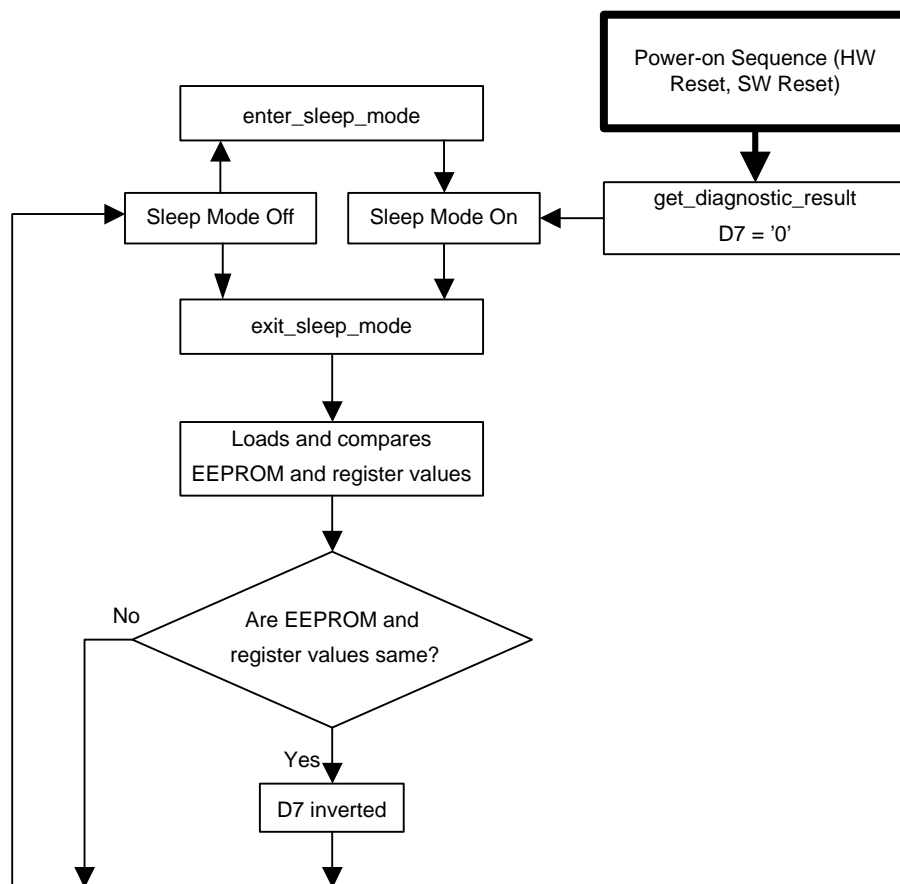 Power-on Sequence (HW
Reset, SW Reset)
enter_sleep_mode
get_diagnostic_result
D7 = '0'
Sleep Mode Off
Sleep Mode On
exit_sleep_mode
Loads and compares
EEPROM and register values
No
Are EEPROM and
register values same?
Yes
D7 inverted